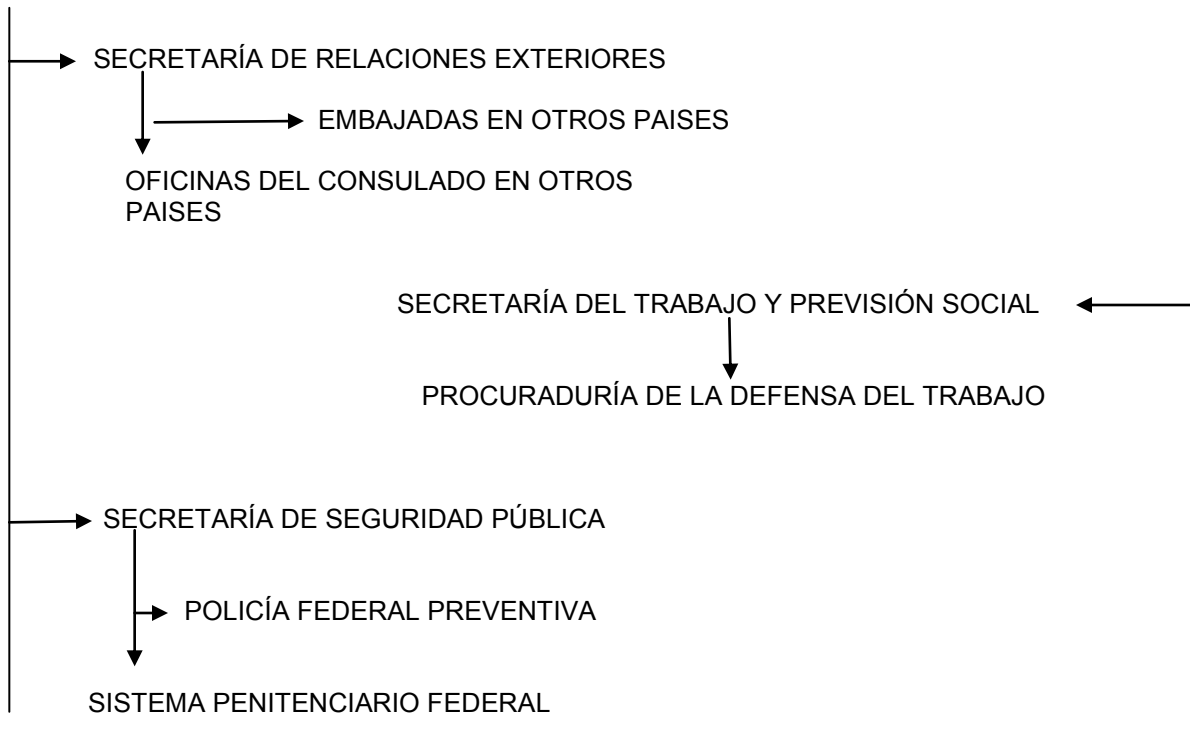 SECRETARÍA DE RELACIONES EXTERIORES
EMBAJADAS EN OTROS PAISES
OFICINAS DEL CONSULADO EN OTROS
PAISES
SECRETARÍA DEL TRABAJO Y PREVISIÓN SOCIAL
PROCURADURÍA DE LA DEFENSA DEL TRABAJO
SECRETARÍA DE SEGURIDAD PÚBLICA
POLICÍA FEDERAL PREVENTIVA
SISTEMA PENITENCIARIO FEDERAL